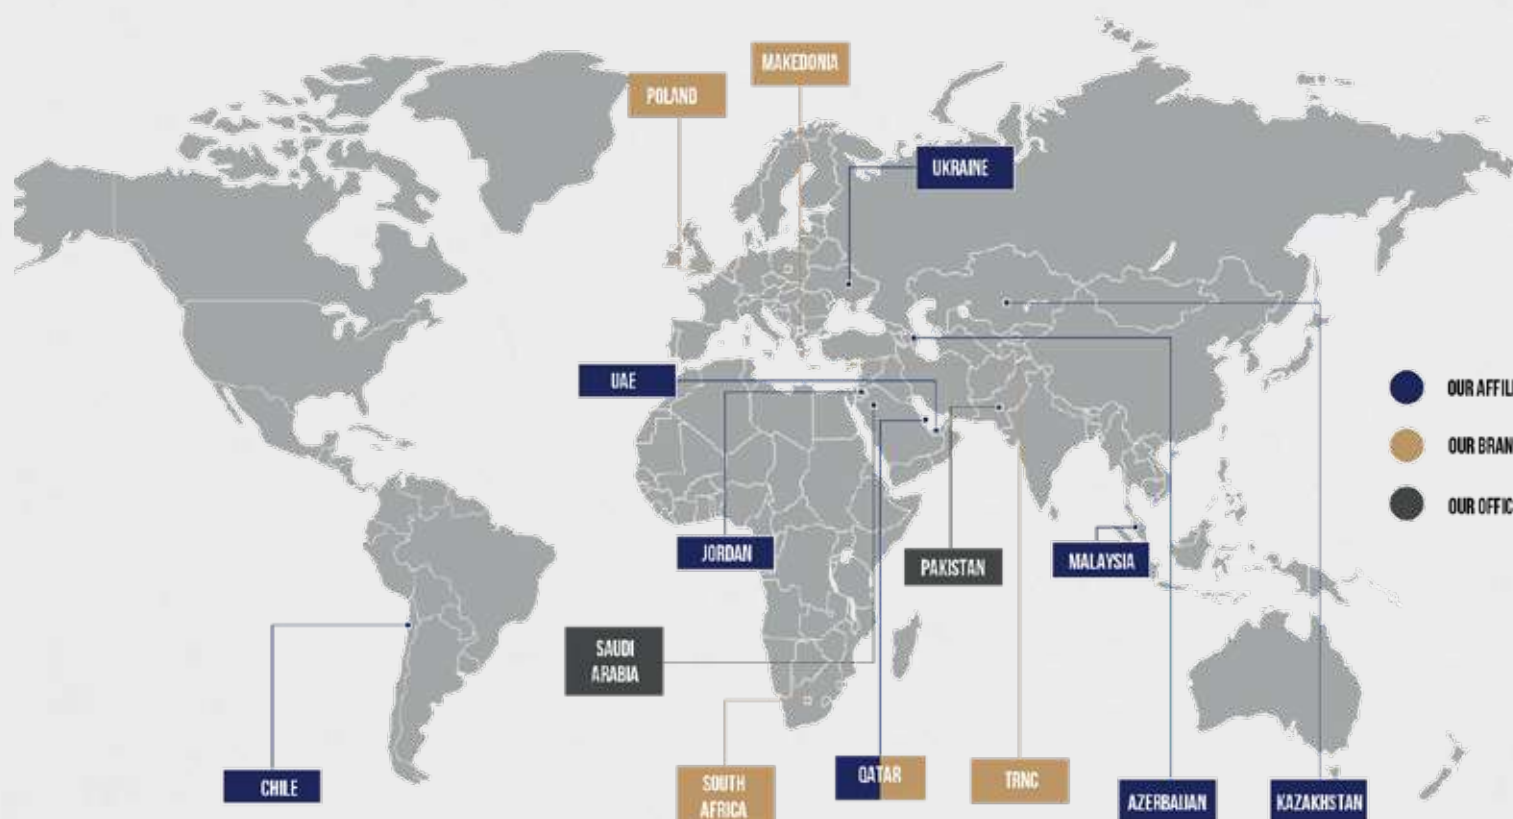 MAKEDONIA
POLAND
UKRAINE
UAE
OUR AFFILI
OUR BRAN
OUR OFFIC
JORDAN
PAKISTAN
MALAYSIA
SAUDI
ARABIA
CHILE
SOUTH
AFRICA
QATAR
TRNC
AZERBAIJAN
KAZAKHSTAN